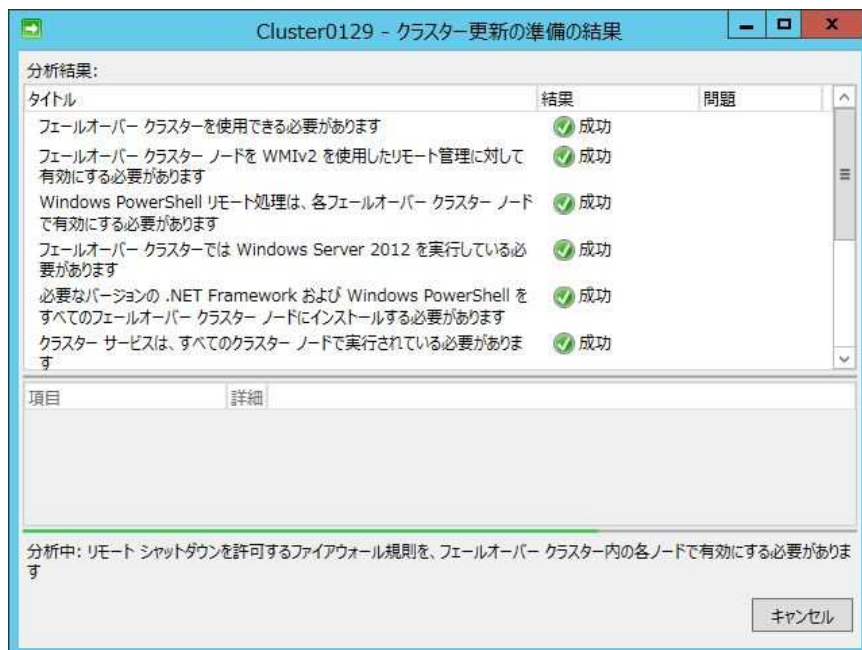 Cluster0129 - クラスター更新の準備の結果
分析結果:
タイトル 結果 問題
フェールオーバー クラスターを使用できる必要があります 成功
フェールオーバー クラスター ノードを WMIv2 を使用したリモート管理に対して 成功
有効にする必要があります
Windows PowerShell リモート処理は、各フェールオーバー クラスター ノード 成功
で有効にする必要があります
フェールオーバー クラスターでは Windows Server 2012 を実行している必 成功
要があります
必要なバージョンの .NET Framework および Windows PowerShell を 成功
すべてのフェールオーバー クラスター ノードにインストールする必要があります
クラスター サービスは、すべてのクラスター ノードで実行されている必要がありま 成功
す
項目 詳細
分析中: リモート シャットダウンを許可するファイアウォール規則を、フェールオーバー クラスター内の各ノードで有効にする必要がありま
す
キャンセル